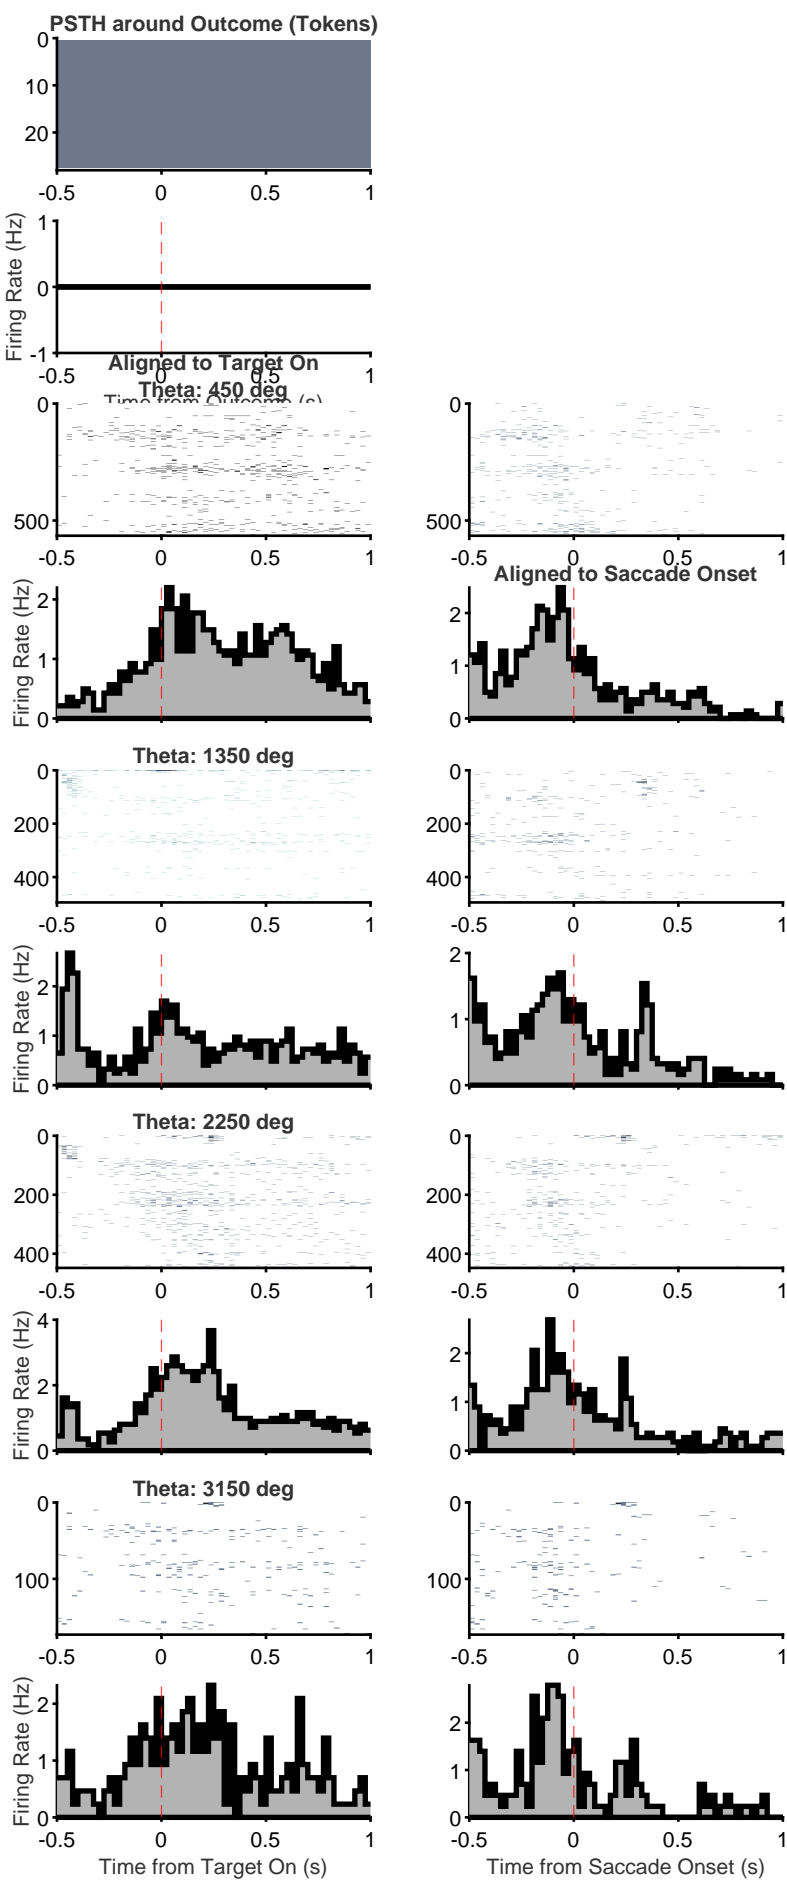 PSTH around Outcome (Tokens)
0
10
20
-0.5 0 0.5 1
Firing Rate (Hz)
1
0
-1
-0.5 0 0.5 1
Time from Outcome (s)
Aligned to Target On
Theta: 450 deg
0
500
-0.5 0 0.5 1
0
500
-0.5 0 0.5 1
Firing Rate (Hz)
2
1
0
Aligned to Saccade Onset
2
1
0
Theta: 1350 deg
0
200
400
-0.5 0 0.5 1
0
200
400
-0.5 0 0.5 1
Firing Rate (Hz)
2
1
0
2
1
0
Theta: 2250 deg
0
200
400
-0.5 0 0.5 1
0
200
400
-0.5 0 0.5 1
Firing Rate (Hz)
4
2
0
2
1
0
Theta: 3150 deg
0
100
-0.5 0 0.5 1
0
100
-0.5 0 0.5 1
Firing Rate (Hz)
2
1
0
-0.5 0 0.5 1
Time from Target On (s)
2
1
0
-0.5 0 0.5 1
Time from Saccade Onset (s)